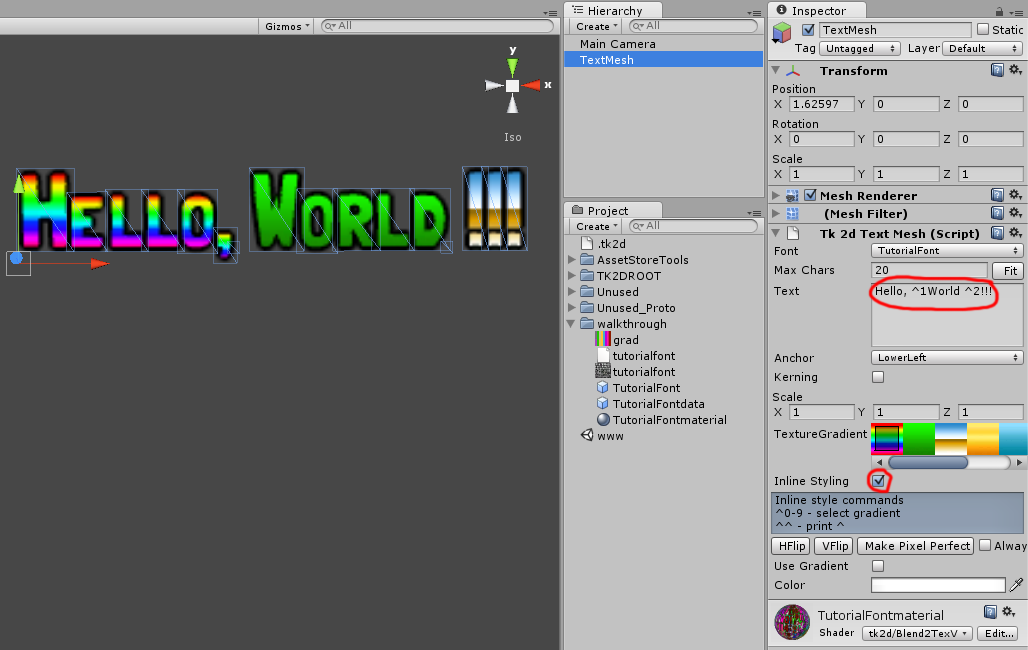 Gizmos
All
y
x
Iso
Hello, World !!!
Hierarchy
Create
All
Main Camera
TextMesh
Project
Create
All
.tk2d
AssetStoreTools
TK2DROOT
Unused
Unused_Proto
walkthrough
grad
tutorialfont
tutorialfont
TutorialFont
TutorialFontdata
TutorialFontmaterial
www
Inspector
TextMesh
Static
Tag Untagged Layer Default
Transform
Position
X 1.62597 Y 0 Z 0
Rotation
X 0 Y 0 Z 0
Scale
X 1 Y 1 Z 1
Mesh Renderer
(Mesh Filter)
Tk 2d Text Mesh (Script)
Font TutorialFont
Max Chars 20 Fit
Text Hello, ^1World ^2!!!
Anchor LowerLeft
Kerning
Scale
X 1 Y 1 Z 1
TextureGradient
Inline Styling
Inline style commands
^0-9 - select gradient
^^ - print ^
HFlip VFlip Make Pixel Perfect Alway
Use Gradient
Color
TutorialFontmaterial
Shader tk2d/Blend2TexV Edit...